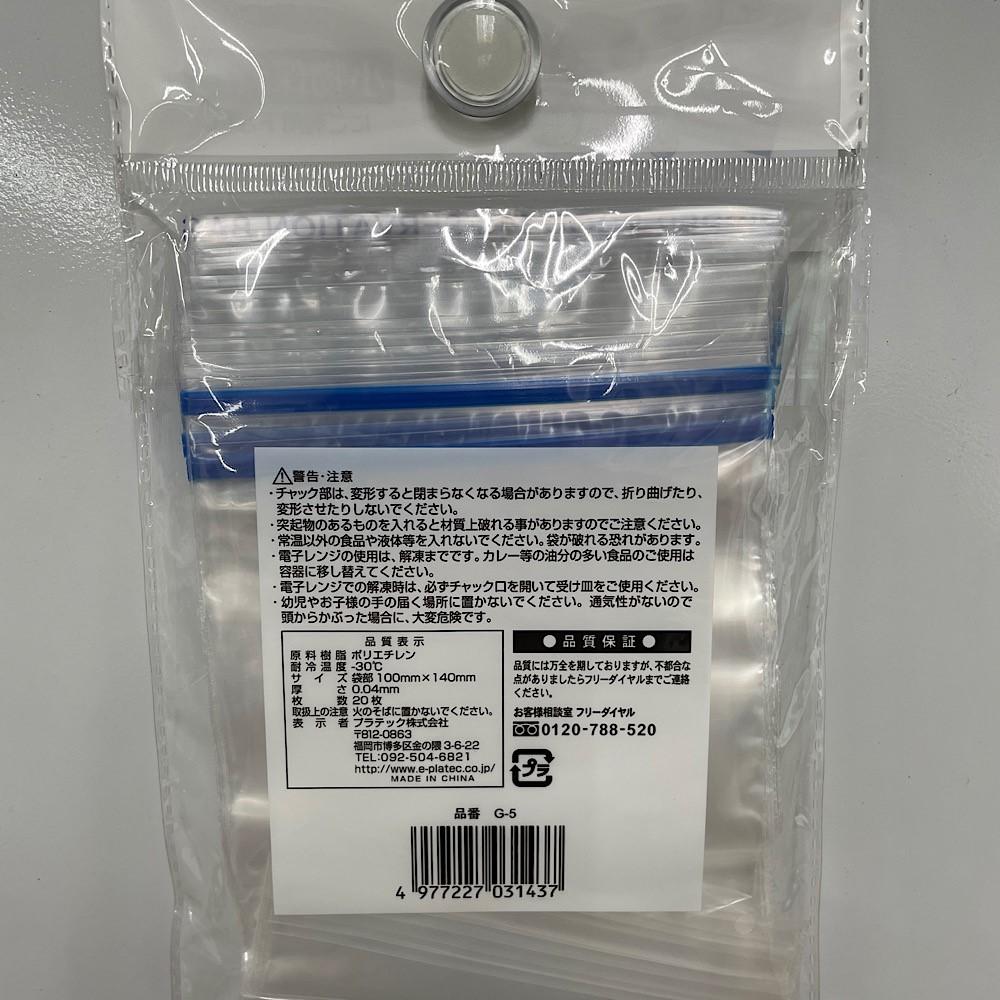 警告・注意
・チャック部は、変形すると閉まらなくなる場合がありますので、折り曲げたり、
変形させたりしないでください。
・突起物のあるものを入れると材質上破れる事がありますのでご注意ください。
・常温以外の食品や液体等を入れないでください。袋が破れる恐れがあります。
・電子レンジの使用は、解凍までです。カレー等の油分の多い食品のご使用は
容器に移し替えてください。
・電子レンジでの解凍時は、必ずチャック口を開いて受け皿をご使用ください。
・幼児やお子様の手の届く場所に置かないでください。通気性がないので
頭からかぶった場合に、大変危険です。
品質表示
原料樹脂 ポリエチレン
耐冷温度 -30℃
サイズ 袋部 100mm×140mm
厚さ 0.04mm
枚数 20枚
取扱上の注意 火のそばに置かないでください。
表示者 プラテック株式会社
〒812-0863
福岡市博多区金の隈3-6-22
TEL:092-504-6821
http://www.e-platec.co.jp/
MADE IN CHINA
●品質保証●
品質には万全を期しておりますが、不都合な
点がありましたらフリーダイヤルまでご連絡
ください。
お客様相談室 フリーダイヤル
0120-788-520
プラ
品番 G-5
4 977227 031437